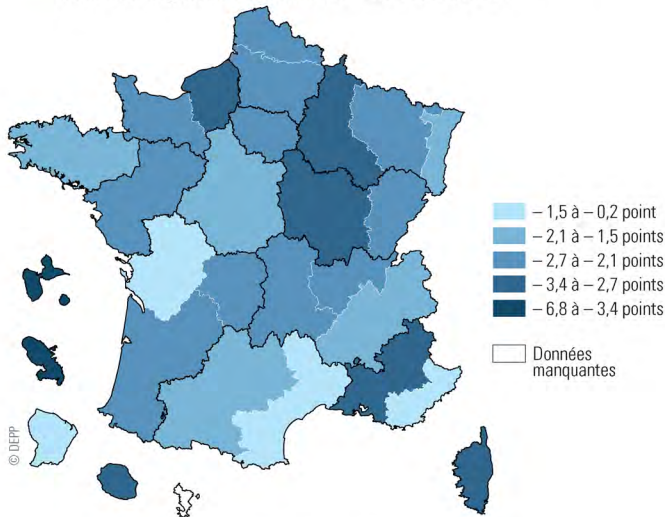 – 1,5 à – 0,2 point
– 2,1 à – 1,5 points
– 2,7 à – 2,1 points
– 3,4 à – 2,7 points
– 6,8 à – 3,4 points
Données
manquantes
© DEPP